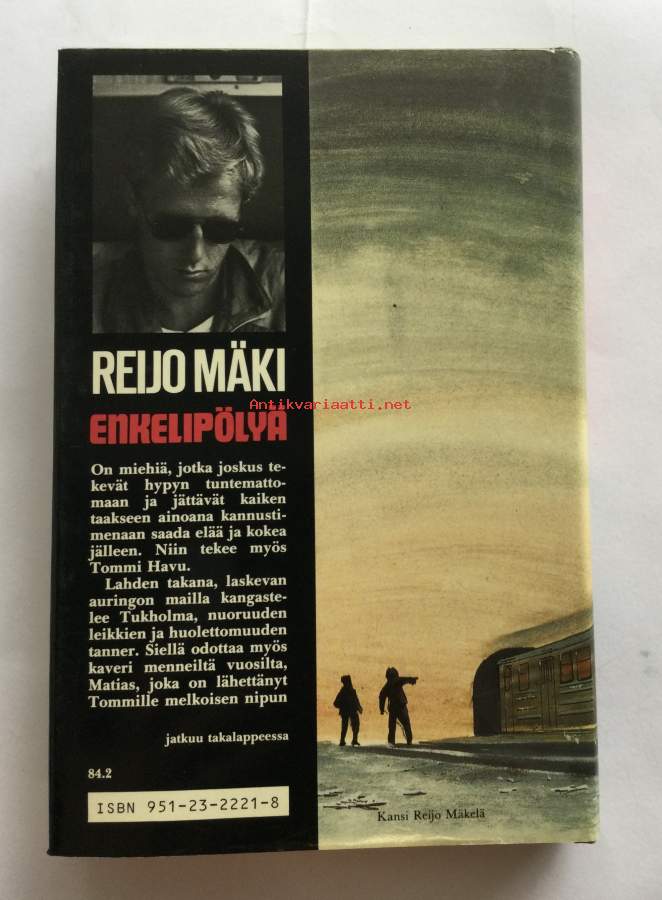 REIJO MÄKI
Antikvariaatti.net
ENKELIPÖLYÄ
On miehiä, jotka joskus te-
kevät hypyn tuntematto-
maan ja jättävät kaiken
taakseen ainoana kannusti-
menaan saada elää ja kokea
jälleen. Niin tekee myös
Tommi Havu.
Lahden takana, laskevan
auringon mailla kangaste-
lee Tukholma, nuoruuden
leikkien ja huolettomuuden
tanner. Siellä odottaa myös
kaveri menneiltä vuosilta,
Matias, joka on lähettänyt
Tommille melkoisen nipun
jatkuu takalappeessa
84.2
ISBN 951-23-2221-8
Kansi Reijo Mäkelä